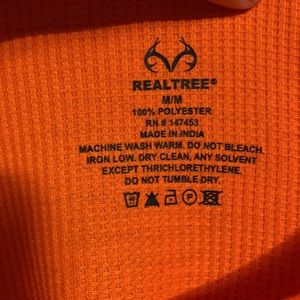 REALTREE®
M/M
100% POLYESTER
RN # 147453
MADE IN INDIA
MACHINE WASH WARM. DO NOT BLEACH.
IRON LOW. DRY CLEAN, ANY SOLVENT
EXCEPT THRICHLORETHYLENE.
DO NOT TUMBLE DRY.
P